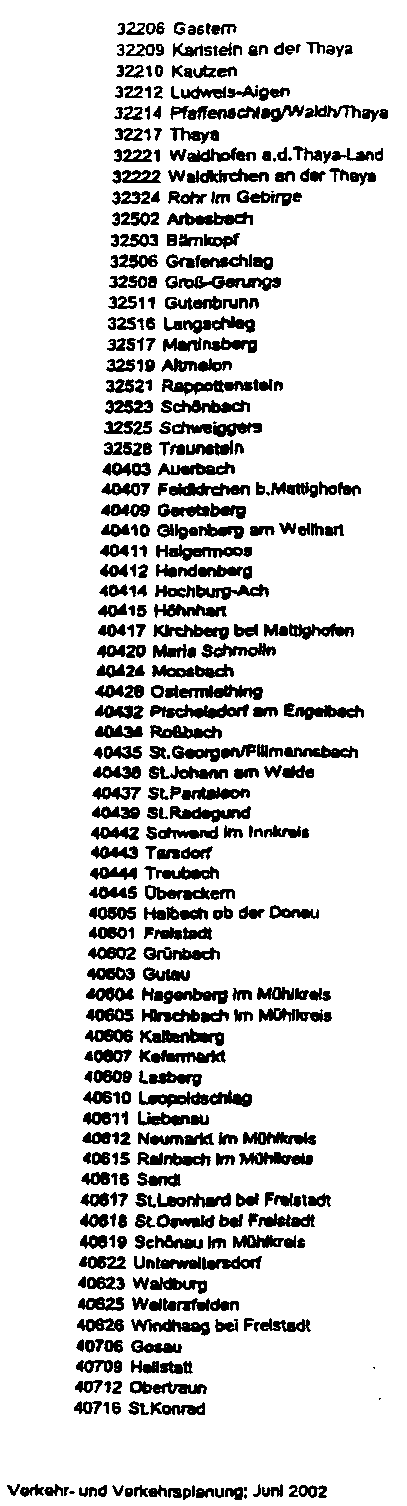 32206 Gastern
32209 Karlstein an der Thaya
32210 Kautzen
32212 Ludweis-Aigen
32214 Pfaffenschlag/Waldh/Thaya
32217 Thaya
32221 Waidhofen a.d.Thaya-Land
32222 Waldkirchen an der Thaya
32324 Rohr im Gebirge
32502 Arbesbach
32503 Bärnkopf
32506 Grafenschlag
32508 Groß-Gerungs
32511 Gutenbrunn
32516 Langschlag
32517 Martinsberg
32519 Altmelon
32521 Rappottenstein
32523 Schönbach
32525 Schweiggers
32528 Traunstein
40403 Auerbach
40407 Feldkirchen b.Mattighofen
40409 Geretsberg
40410 Gilgenberg am Weilhart
40411 Haigermoos
40412 Handenberg
40414 Hochburg-Ach
40415 Höhnhart
40417 Kirchberg bei Mattighofen
40420 Maria Schmolln
40424 Moosbach
40428 Ostermiething
40432 Pischelsdorf am Engelbach
40434 Roßbach
40435 St.Georgen/Fillmannsbach
40436 St.Johann am Walde
40437 St.Pantaleon
40439 St.Radegund
40442 Schwand im Innkreis
40443 Tarsdorf
40444 Treubach
40445 Überackern
40505 Haibach ob der Donau
40601 Freistadt
40602 Grünbach
40603 Gutau
40604 Hagenberg im Mühlkreis
40605 Hirschbach im Mühlkreis
40606 Kaltenberg
40607 Kefermarkt
40609 Lasberg
40610 Leopoldschlag
40611 Liebenau
40612 Neumarkt im Mühlkreis
40615 Rainbach im Mühlkreis
40616 Sandl
40617 St.Leonhard bei Freistadt
40618 St.Oswald bei Freistadt
40619 Schönau im Mühlkreis
40622 Unterweitersdorf
40623 Waldburg
40625 Weitersfelden
40626 Windhaag bei Freistadt
40706 Gosau
40709 Hallstatt
40712 Obertraun
40716 St.Konrad
Verkehr- und Verkehrsplanung; Juni 2002